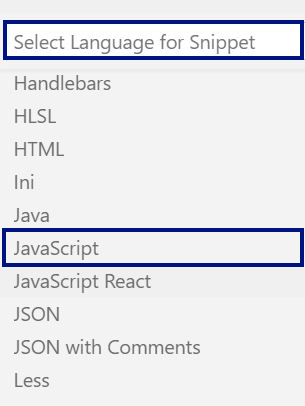 Select Language for Snippet
Handlebars
HLSL
HTML
Ini
Java
JavaScript
JavaScript React
JSON
JSON with Comments
Less